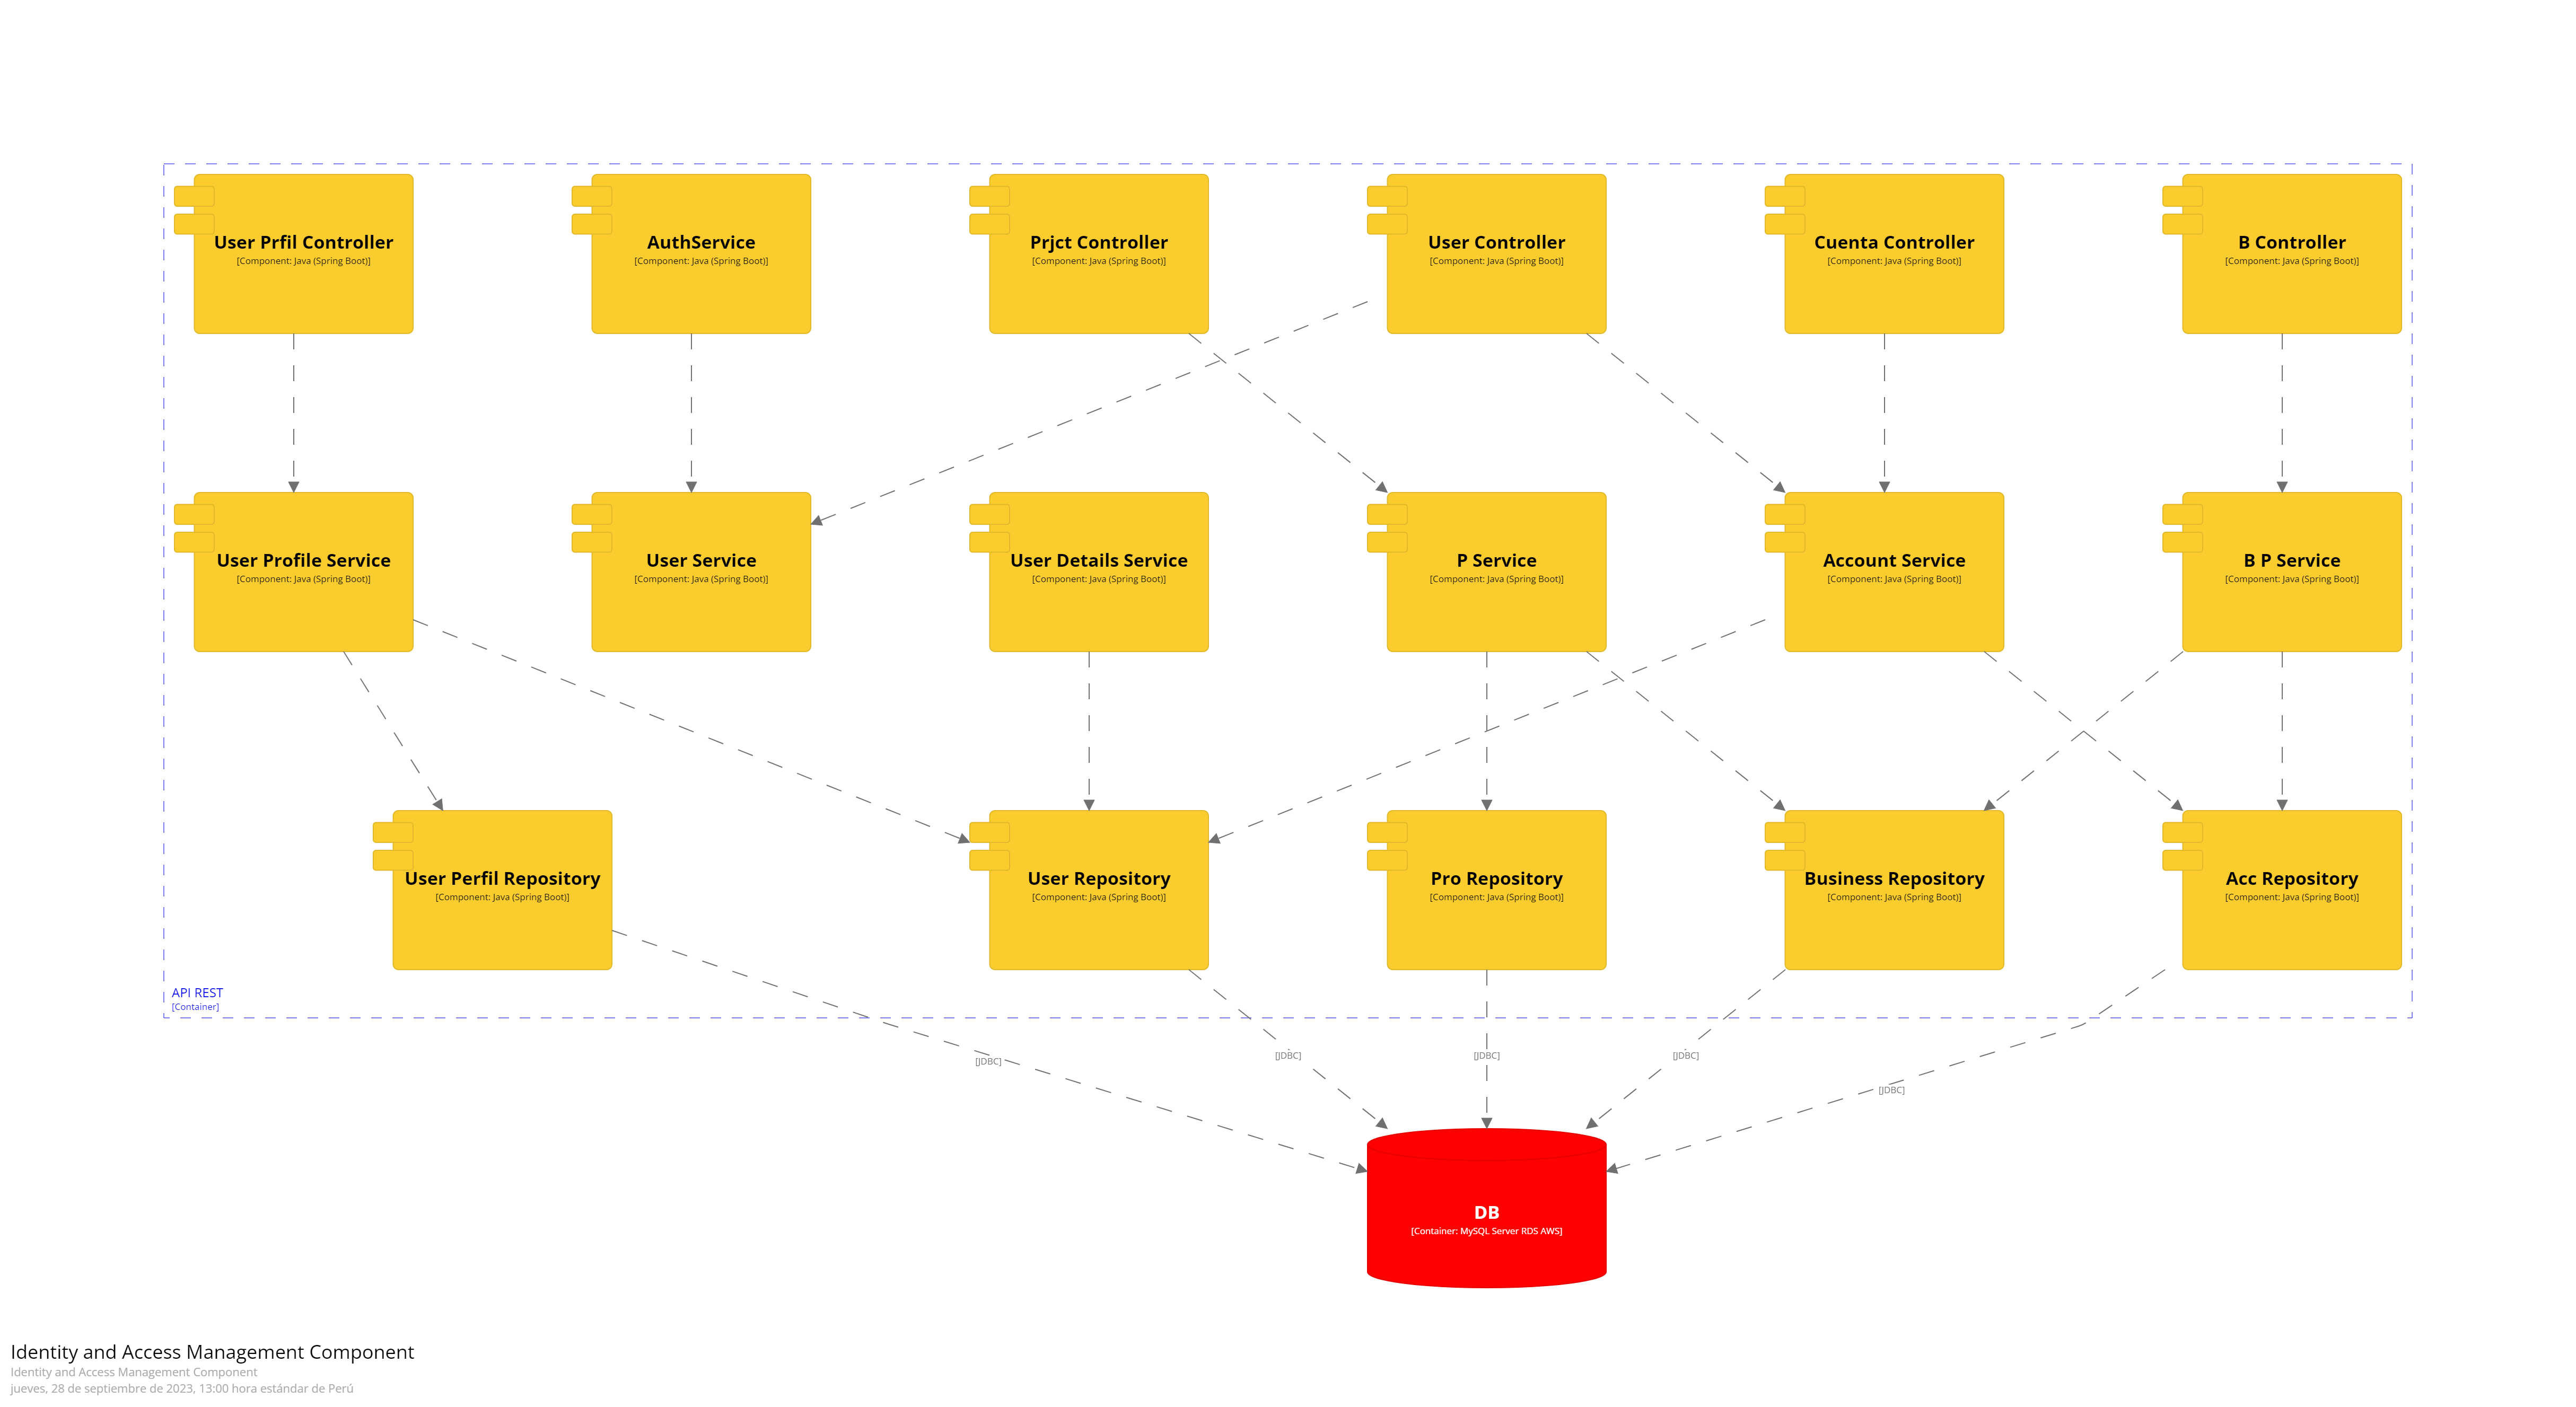 User Prfil Controller
[Component: Java (Spring Boot)]
AuthService
[Component: Java (Spring Boot)]
Prjct Controller
[Component: Java (Spring Boot)]
User Controller
[Component: Java (Spring Boot)]
Cuenta Controller
[Component: Java (Spring Boot)]
B Controller
[Component: Java (Spring Boot)]
User Profile Service
[Component: Java (Spring Boot)]
User Service
[Component: Java (Spring Boot)]
User Details Service
[Component: Java (Spring Boot)]
P Service
[Component: Java (Spring Boot)]
Account Service
[Component: Java (Spring Boot)]
B P Service
[Component: Java (Spring Boot)]
User Perfil Repository
[Component: Java (Spring Boot)]
User Repository
[Component: Java (Spring Boot)]
Pro Repository
[Component: Java (Spring Boot)]
Business Repository
[Component: Java (Spring Boot)]
Acc Repository
[Component: Java (Spring Boot)]
API REST
[Container]
[JDBC]
[JDBC]
[JDBC]
[JDBC]
[JDBC]
DB
[Container: MySQL Server RDS AWS]
Identity and Access Management Component
Identity and Access Management Component
jueves, 28 de septiembre de 2023, 13:00 hora estándar de Perú